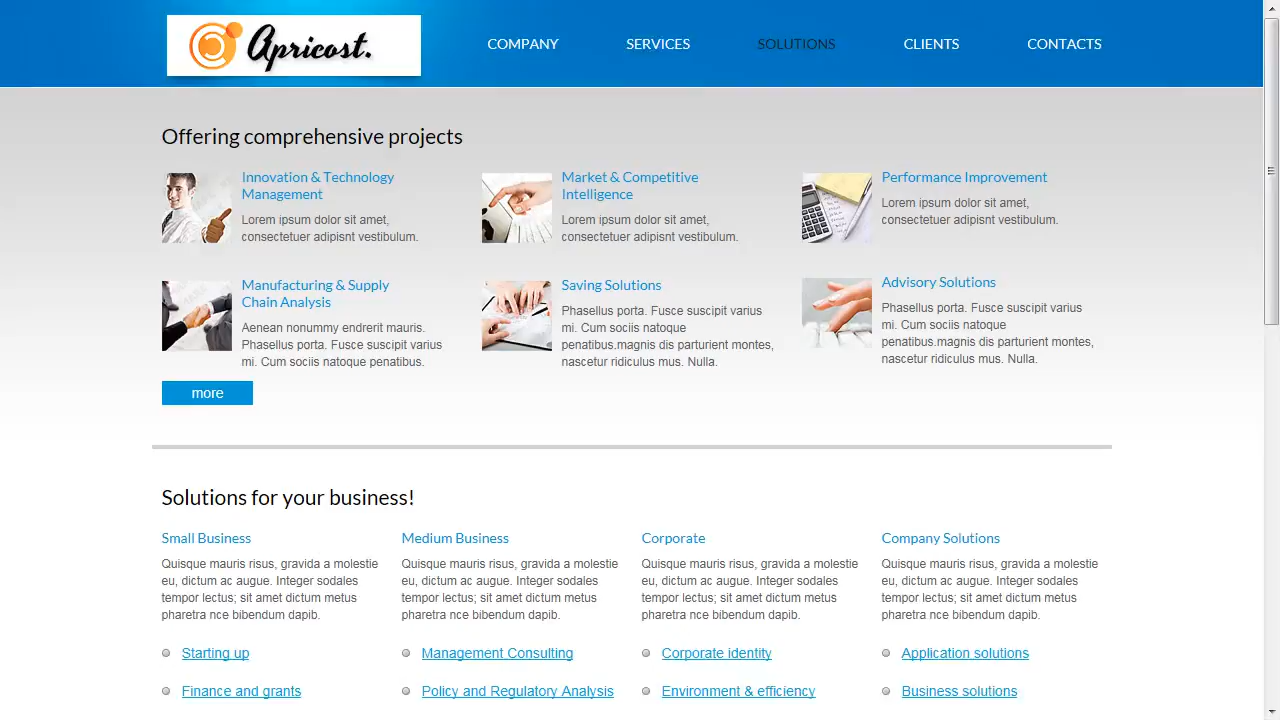 Apricost.
COMPANY SERVICES SOLUTIONS CLIENTS CONTACTS
Offering comprehensive projects
Innovation & Technology
Management
Lorem ipsum dolor sit amet,
consectetuer adipisnt vestibulum.
Market & Competitive
Intelligence
Lorem ipsum dolor sit amet,
consectetuer adipisnt vestibulum.
Performance Improvement
Lorem ipsum dolor sit amet,
consectetuer adipisnt vestibulum.
Manufacturing & Supply
Chain Analysis
Aenean nonummy endrerit mauris.
Phasellus porta. Fusce suscipit varius
mi. Cum sociis natoque penatibus.
Saving Solutions
Phasellus porta. Fusce suscipit varius
mi. Cum sociis natoque
penatibus.magnis dis parturient montes,
nascetur ridiculus mus. Nulla.
Advisory Solutions
Phasellus porta. Fusce suscipit varius
mi. Cum sociis natoque
penatibus.magnis dis parturient montes,
nascetur ridiculus mus. Nulla.
more
Solutions for your business!
Small Business
Quisque mauris risus, gravida a molestie
eu, dictum ac augue. Integer sodales
tempor lectus; sit amet dictum metus
pharetra nce bibendum dapib.
Starting up
Finance and grants
Medium Business
Quisque mauris risus, gravida a molestie
eu, dictum ac augue. Integer sodales
tempor lectus; sit amet dictum metus
pharetra nce bibendum dapib.
Management Consulting
Policy and Regulatory Analysis
Corporate
Quisque mauris risus, gravida a molestie
eu, dictum ac augue. Integer sodales
tempor lectus; sit amet dictum metus
pharetra nce bibendum dapib.
Corporate identity
Environment & efficiency
Company Solutions
Quisque mauris risus, gravida a molestie
eu, dictum ac augue. Integer sodales
tempor lectus; sit amet dictum metus
pharetra nce bibendum dapib.
Application solutions
Business solutions